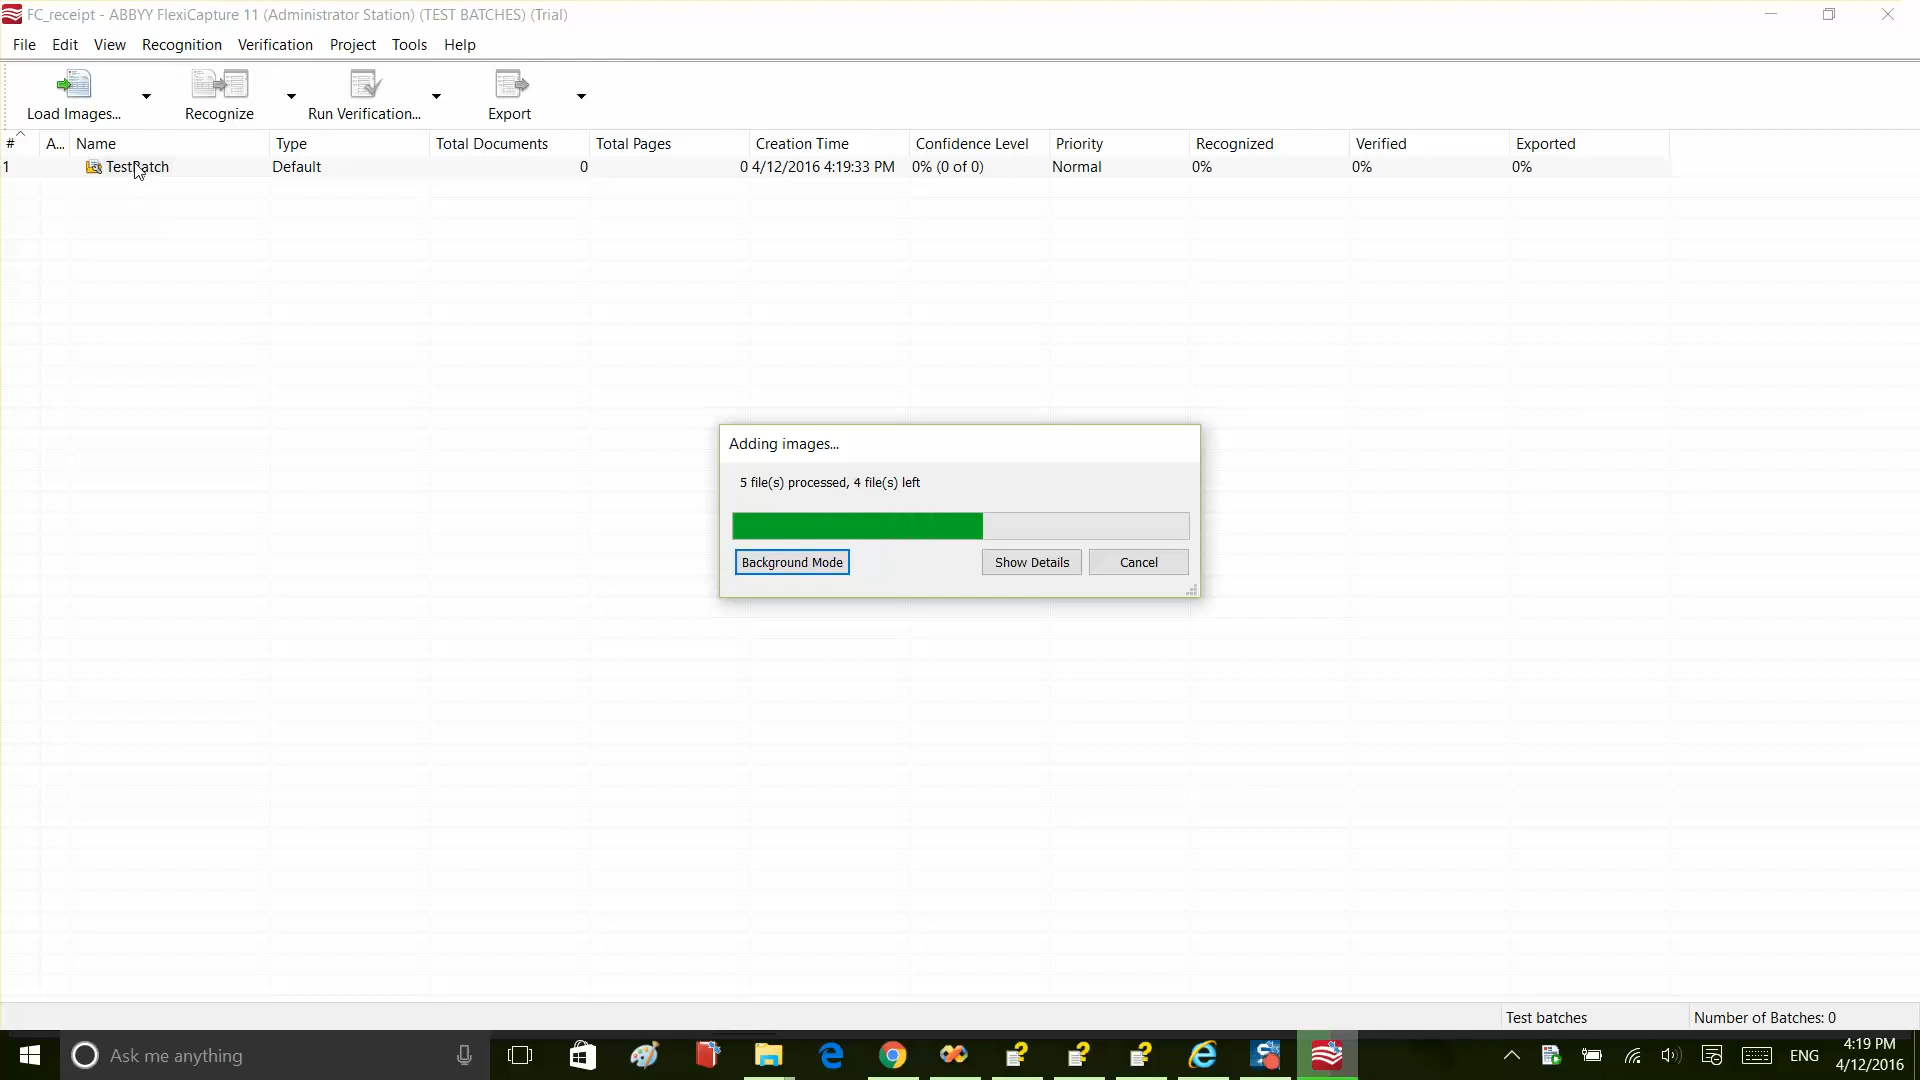 FC_receipt - ABBYY FlexiCapture 11 (Administrator Station) (TEST BATCHES) (Trial)
File Edit View Recognition Verification Project Tools Help
Load Images... Recognize Run Verification... Export
# A... Name Type Total Documents Total Pages Creation Time Confidence Level Priority Recognized Verified Exported
1 TestBatch Default 0 0 4/12/2016 4:19:33 PM 0% (0 of 0) Normal 0% 0% 0%
Adding images...
5 file(s) processed, 4 file(s) left
Background Mode Show Details Cancel
Test batches Number of Batches: 0
Ask me anything ENG 4:19 PM
4/12/2016